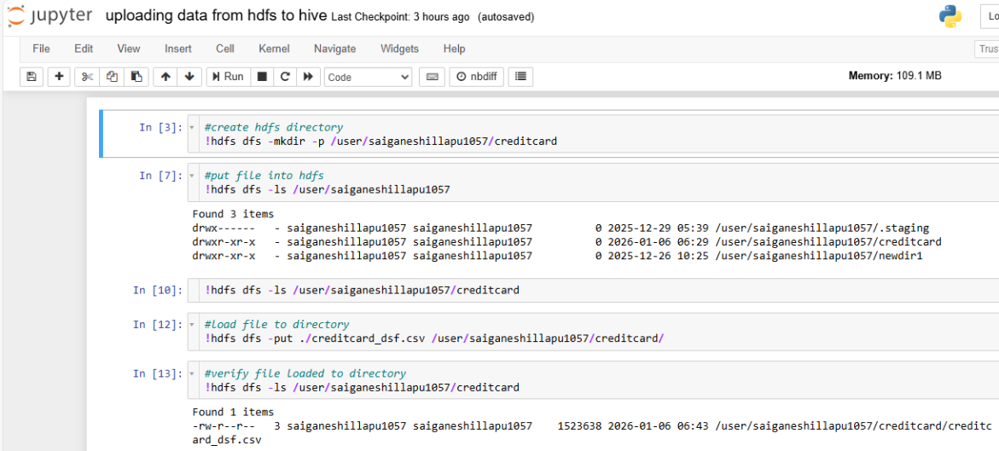 jupyter uploading data from hdfs to hive Last Checkpoint: 3 hours ago (autosaved)
Lo
File Edit View Insert Cell Kernel Navigate Widgets Help
Trus
Run Code nbdiff Memory: 109.1 MB
In [3]: #create hdfs directory
!hdfs dfs -mkdir -p /user/saiganeshillapu1057/creditcard
In [7]: #put file into hdfs
!hdfs dfs -ls /user/saiganeshillapu1057
Found 3 items
drwx------ - saiganeshillapu1057 saiganeshillapu1057 0 2025-12-29 05:39 /user/saiganeshillapu1057/.staging
drwxr-xr-x - saiganeshillapu1057 saiganeshillapu1057 0 2026-01-06 06:29 /user/saiganeshillapu1057/creditcard
drwxr-xr-x - saiganeshillapu1057 saiganeshillapu1057 0 2025-12-26 10:25 /user/saiganeshillapu1057/newdir1
In [10]: !hdfs dfs -ls /user/saiganeshillapu1057/creditcard
In [12]: #load file to directory
!hdfs dfs -put ./creditcard_dsf.csv /user/saiganeshillapu1057/creditcard/
In [13]: #verify file loaded to directory
!hdfs dfs -ls /user/saiganeshillapu1057/creditcard
Found 1 items
-rw-r--r-- 3 saiganeshillapu1057 saiganeshillapu1057 1523638 2026-01-06 06:43 /user/saiganeshillapu1057/creditcard/creditc
ard_dsf.csv